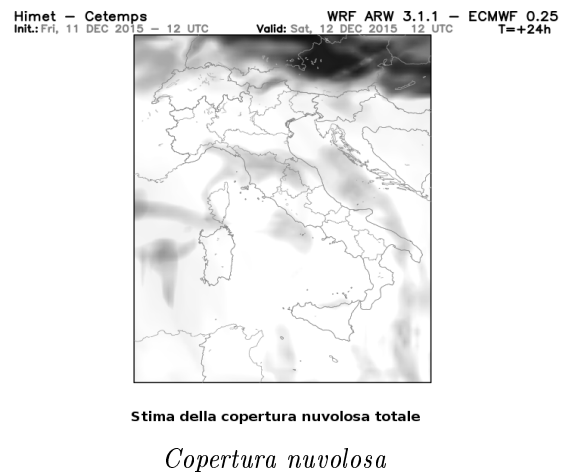 Himet – Cetemps WRF ARW 3.1.1 – ECMWF 0.25
Init.: Fri, 11 DEC 2015 – 12 UTC Valid: Sat, 12 DEC 2015 12 UTC T=+24h
Stima della copertura nuvolosa totale
Copertura nuvolosa